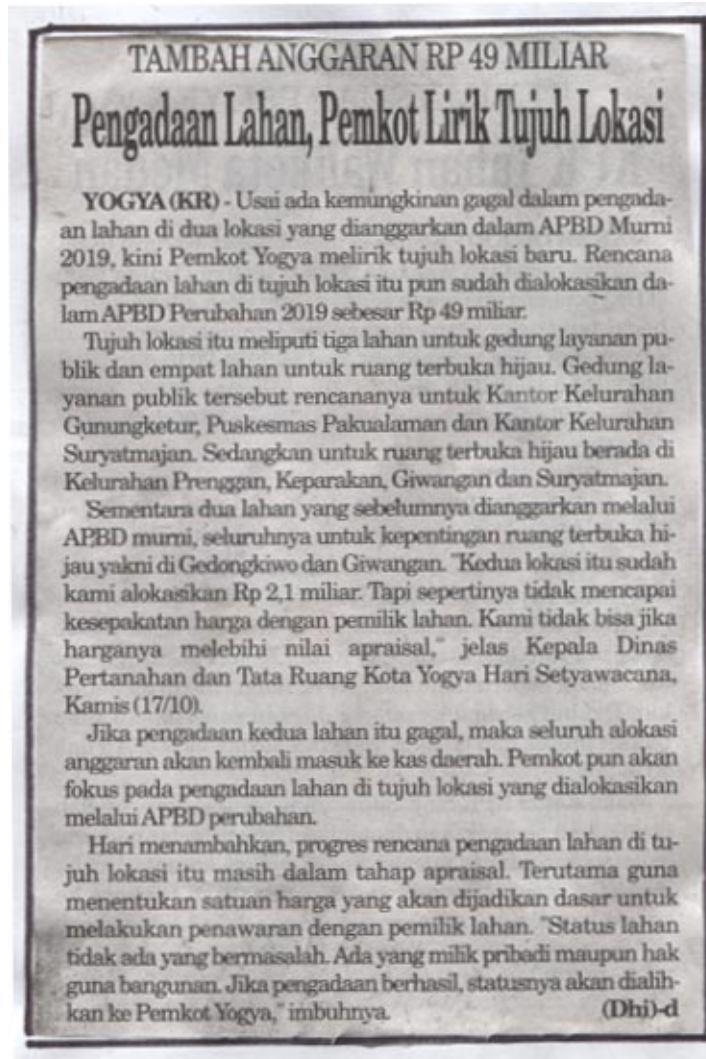 TAMBAH ANGGARAN RP 49 MILIAR
Pengadaan Lahan, Pemkot Lirik Tujuh Lokasi
YOGYA (KR) - Usai ada kemungkinan gagal dalam pengada-
an lahan di dua lokasi yang dianggarkan dalam APBD Murni
2019, kini Pemkot Yogya melirik tujuh lokasi baru. Rencana
pengadaan lahan di tujuh lokasi itu pun sudah dialokasikan da-
lam APBD Perubahan 2019 sebesar Rp 49 miliar.
Tujuh lokasi itu meliputi tiga lahan untuk gedung layanan pu-
blik dan empat lahan untuk ruang terbuka hijau. Gedung la-
yanan publik tersebut rencananya untuk Kantor Kelurahan
Gunungketur, Puskesmas Pakualaman dan Kantor Kelurahan
Suryatmajan. Sedangkan untuk ruang terbuka hijau berada di
Kelurahan Prenggan, Keparakan, Giwangan dan Suryatmajan.
Sementara dua lahan yang sebelumnya dianggarkan melalui
APBD murni, seluruhnya untuk kepentingan ruang terbuka hi-
jau yakni di Gedongkiwo dan Giwangan. "Kedua lokasi itu sudah
kami alokasikan Rp 2,1 miliar. Tapi sepertinya tidak mencapai
kesepakatan harga dengan pemilik lahan. Kami tidak bisa jika
harganya melebihi nilai apraisal," jelas Kepala Dinas
Pertanahan dan Tata Ruang Kota Yogya Hari Setyawacana,
Kamis (17/10).
Jika pengadaan kedua lahan itu gagal, maka seluruh alokasi
anggaran akan kembali masuk ke kas daerah. Pemkot pun akan
fokus pada pengadaan lahan di tujuh lokasi yang dialokasikan
melalui APBD perubahan.
Hari menambahkan, progres rencana pengadaan lahan di tu-
juh lokasi itu masih dalam tahap apraisal. Terutama guna
menentukan satuan harga yang akan dijadikan dasar untuk
melakukan penawaran dengan pemilik lahan. "Status lahan
tidak ada yang bermasalah. Ada yang milik pribadi maupun hak
guna bangunan. Jika pengadaan berhasil, statusnya akan dialih-
kan ke Pemkot Yogya," imbuhnya. (Dhi)-d